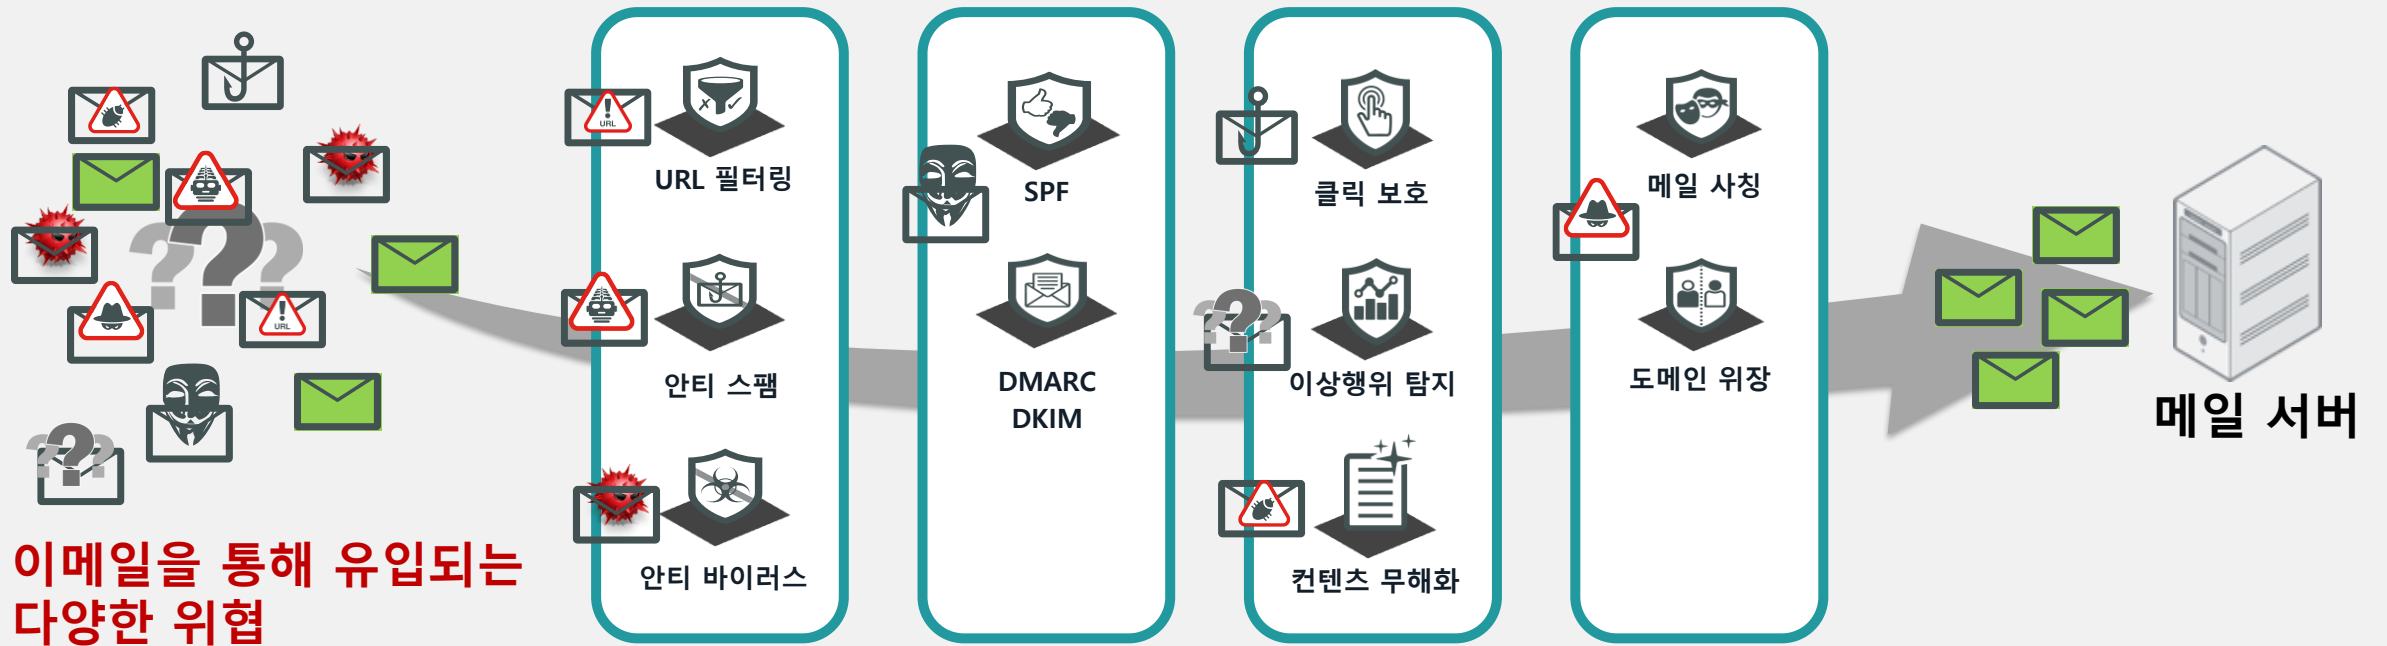 URL
URL
이메일을 통해 유입되는
다양한 위협
URL 필터링
안티 스팸
안티 바이러스
SPF
DMARC
DKIM
클릭 보호
이상행위 탐지
컨텐츠 무해화
메일 사칭
도메인 위장
메일 서버